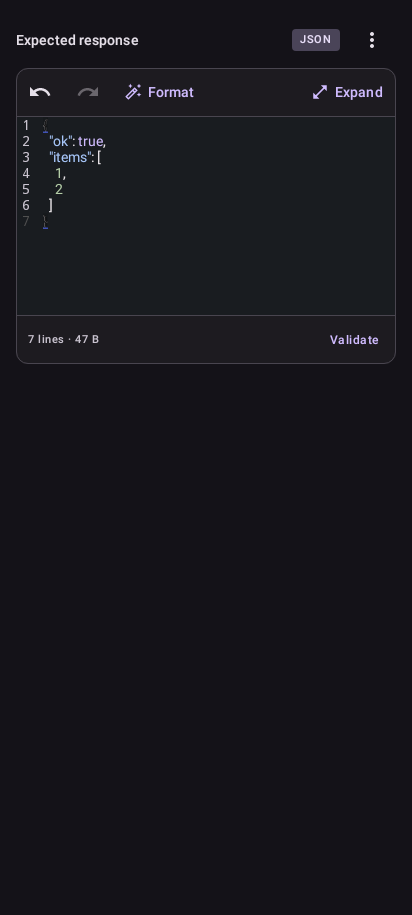 Expected response
JSON
Format
Expand
1 {
2   "ok": true,
3   "items": [
4     1,
5     2
6   ]
7 }
7 lines · 47 B
Validate